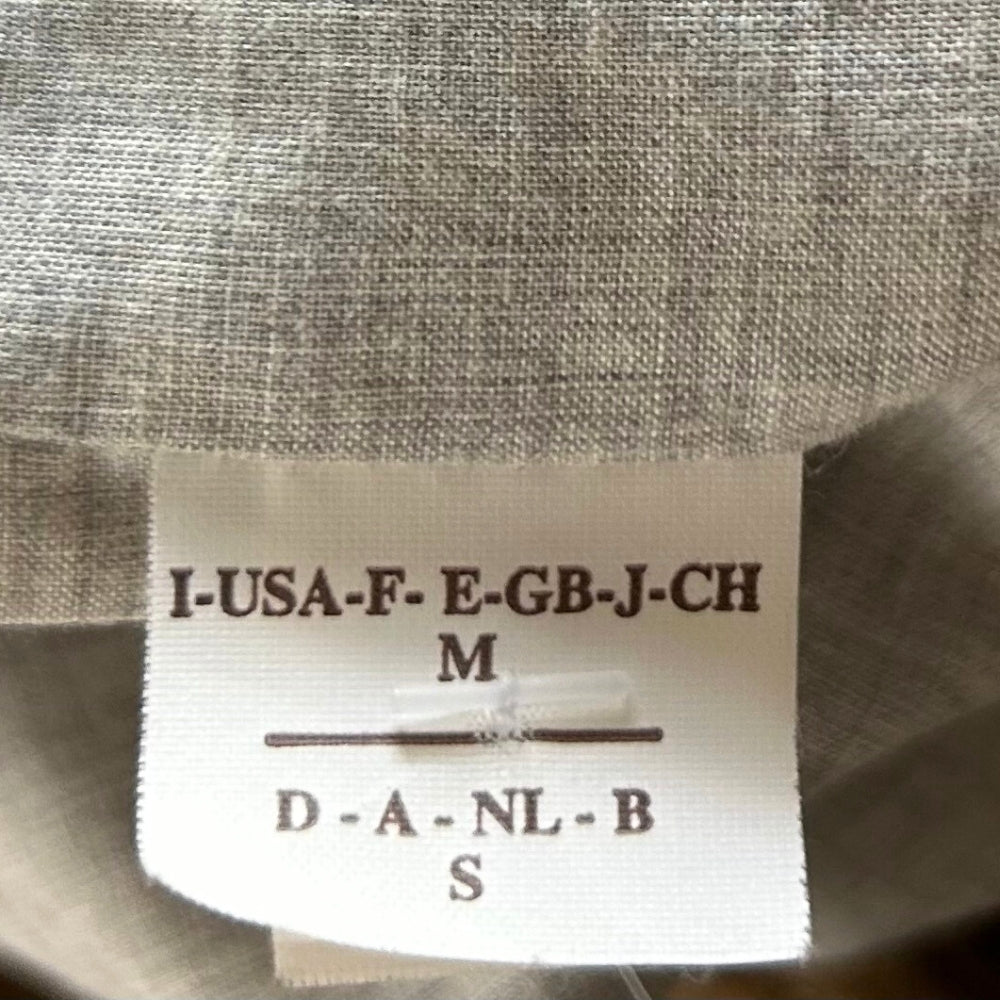 I-USA-F- E-GB-J-CH
M
D - A - NL - B
S